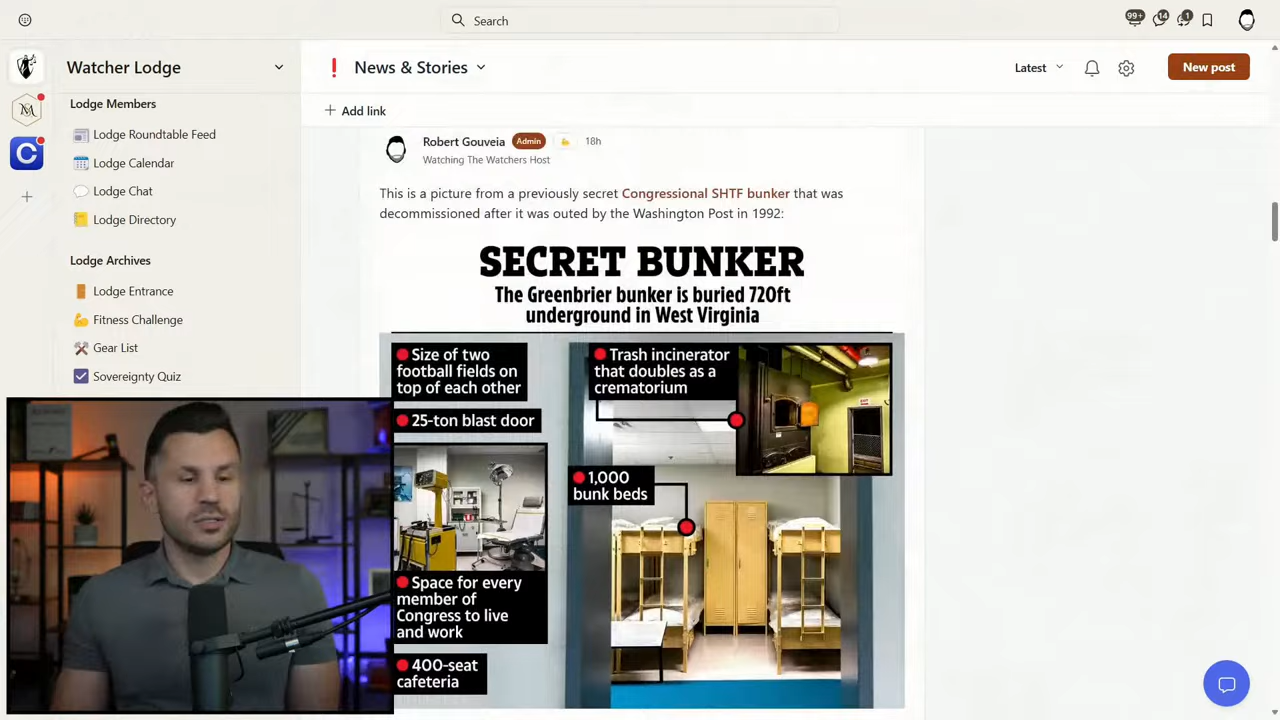 Search
99+
14
1
Watcher Lodge
News & Stories
Latest
New post
Add link
Lodge Members
Lodge Roundtable Feed
Lodge Calendar
Lodge Chat
Lodge Directory
Lodge Archives
Lodge Entrance
Fitness Challenge
Gear List
Sovereignty Quiz
Robert Gouveia Admin 18h
Watching The Watchers Host
This is a picture from a previously secret Congressional SHTF bunker that was
decommissioned after it was outed by the Washington Post in 1992:
SECRET BUNKER
The Greenbrier bunker is buried 720ft
underground in West Virginia
Size of two
football fields on
top of each other
25-ton blast door
Space for every
member of
Congress to live
and work
400-seat
cafeteria
Trash incinerator
that doubles as a
crematorium
EXIT
1,000
bunk beds